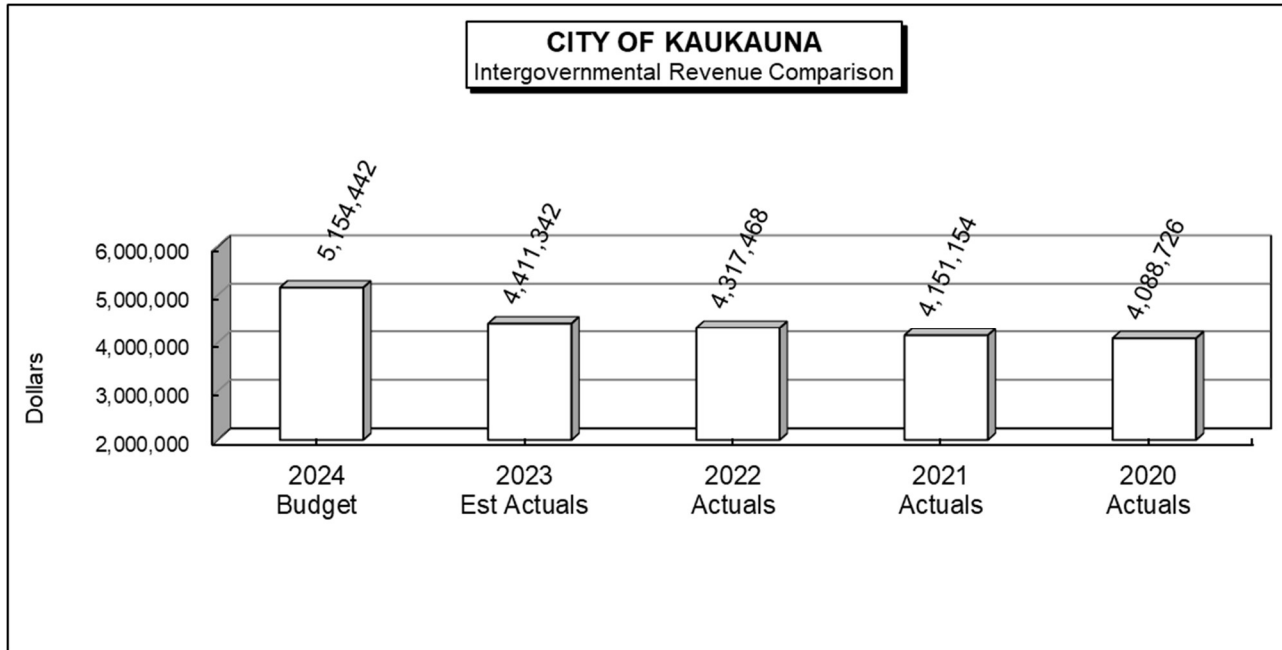 CITY OF KAUKAUNA
Intergovernmental Revenue Comparison
5,154,442
4,411,342
4,317,468
4,151,154
4,088,726
6,000,000
5,000,000
4,000,000
3,000,000
2,000,000
Dollars
2024
Budget
2023
Est Actuals
2022
Actuals
2021
Actuals
2020
Actuals